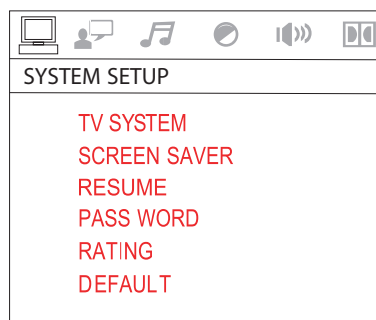 SYSTEM SETUP
TV SYSTEM
SCREEN SAVER
RESUME
PASS WORD
RATING
DEFAULT